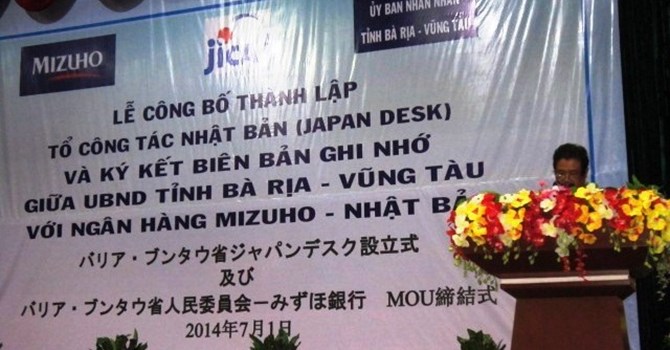 MIZUHO
jica
ỦY BAN NHÂN NHÂN
TỈNH BÀ RỊA - VŨNG TÀU
LỄ CÔNG BỐ THÀNH LẬP
TỔ CÔNG TÁC NHẬT BẢN (JAPAN DESK)
VÀ KÝ KẾT BIÊN BẢN GHI NHỚ
GIỮA UBND TỈNH BÀ RỊA - VŨNG TÀU
VỚI NGÂN HÀNG MIZUHO - NHẬT BẢ
バリア・ブンタウ省ジャパンデスク設立式
及び
バリア・ブンタウ省人民委員会ーみずほ銀行 MOU締結式
2014年7月1日